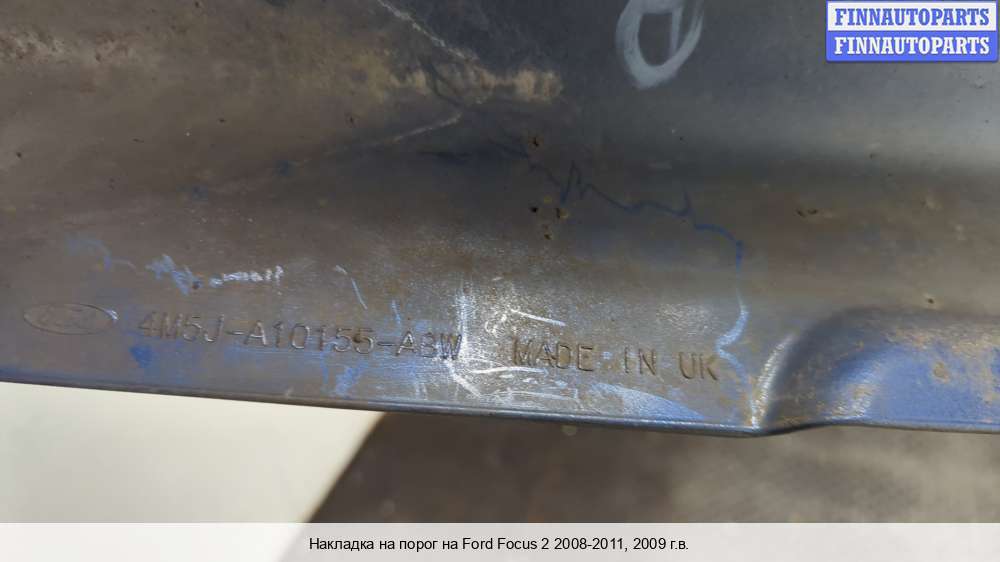 FINNAUTOPARTS
FINNAUTOPARTS
4M5J-A10155-ABW MADE IN UK
Накладка на порог на Ford Focus 2 2008-2011, 2009 г.в.